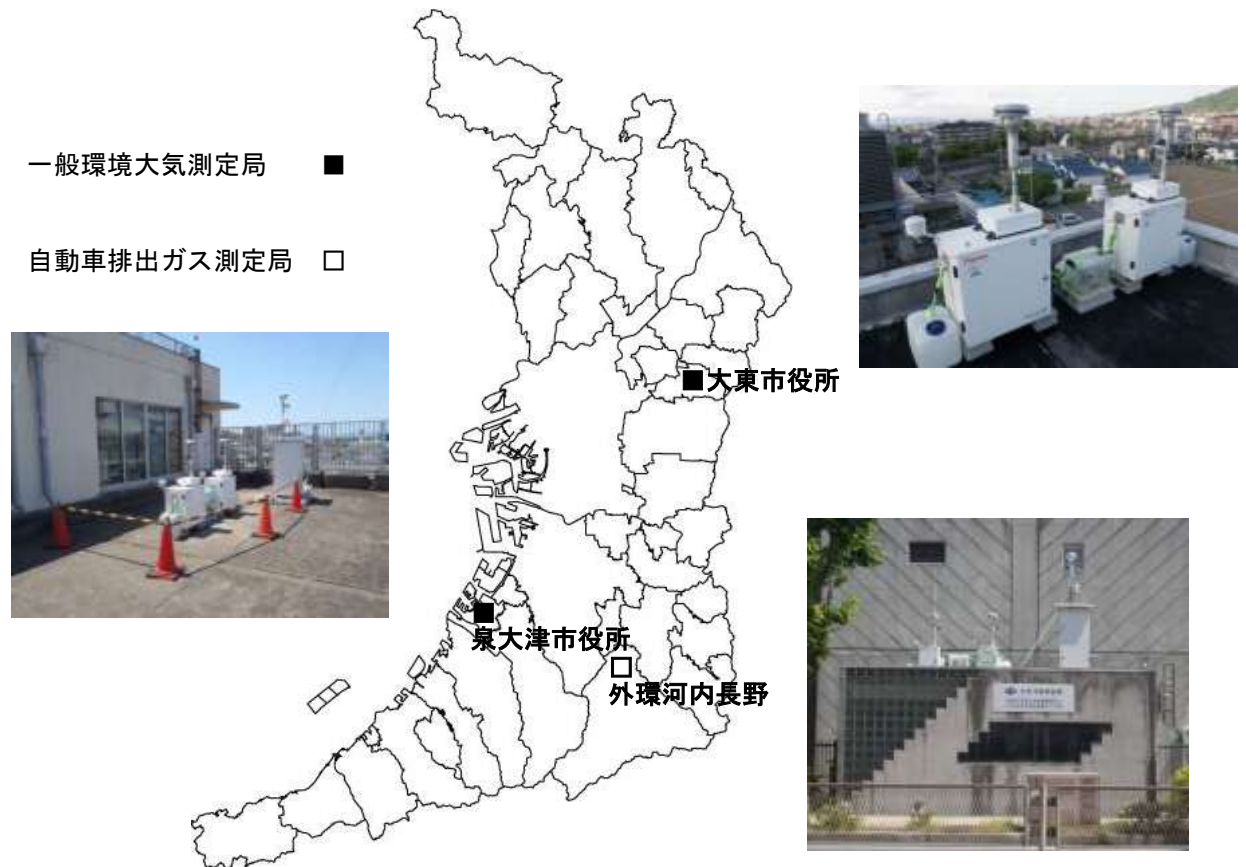 一般環境大気測定局 ■
自動車排出ガス測定局 □
■大東市役所
泉大津市役所
外環河内長野